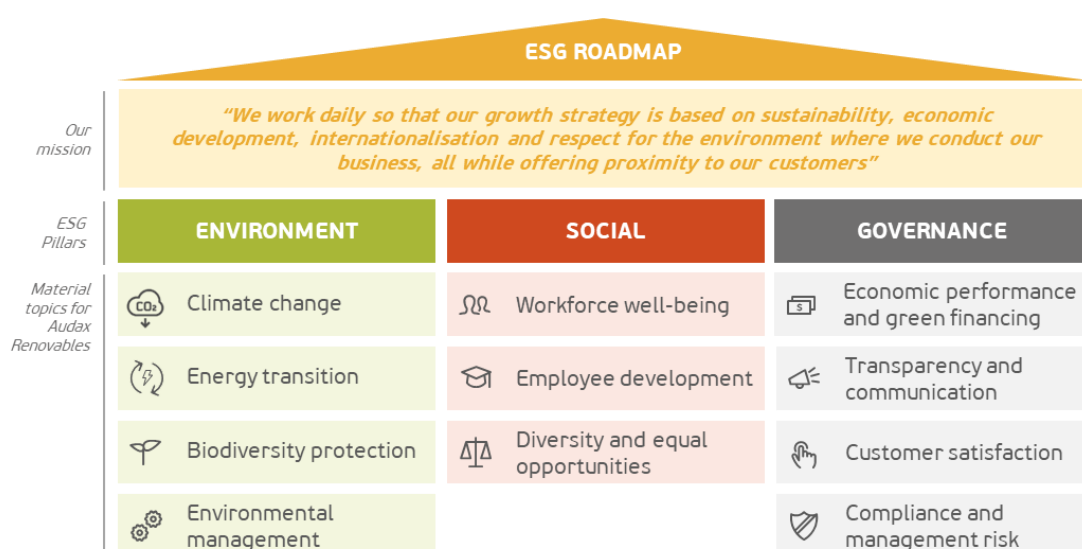 ESG ROADMAP
Our
mission
“We work daily so that our growth strategy is based on sustainability, economic
development, internationalisation and respect for the environment where we conduct our
business, all while offering proximity to our customers”
ESG
Pillars
ENVIRONMENT
SOCIAL
GOVERNANCE
Material
topics for
Audax
Renovables
CO₂
Climate change
Energy transition
Biodiversity protection
Environmental
management
Workforce well-being
Employee development
Diversity and equal
opportunities
$
Economic performance
and green financing
Transparency and
communication
Customer satisfaction
Compliance and
management risk